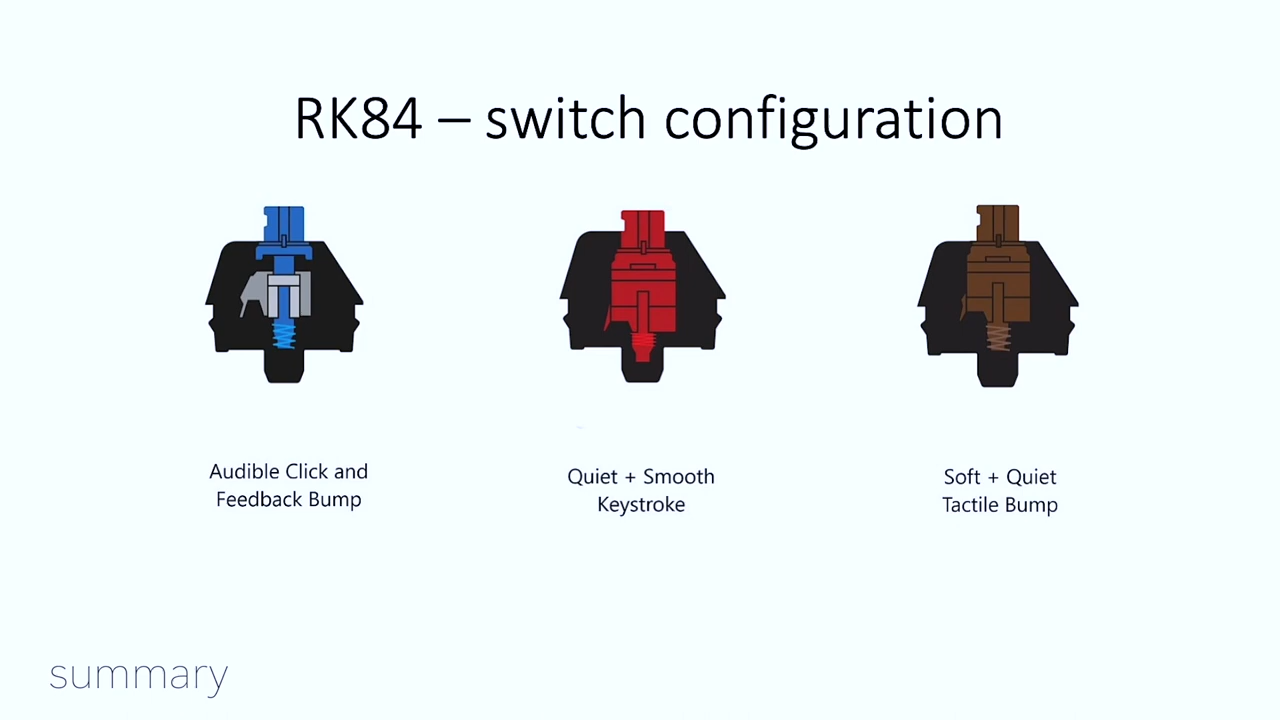 RK84 – switch configuration
Audible Click and
Feedback Bump
Quiet + Smooth
Keystroke
Soft + Quiet
Tactile Bump
summary